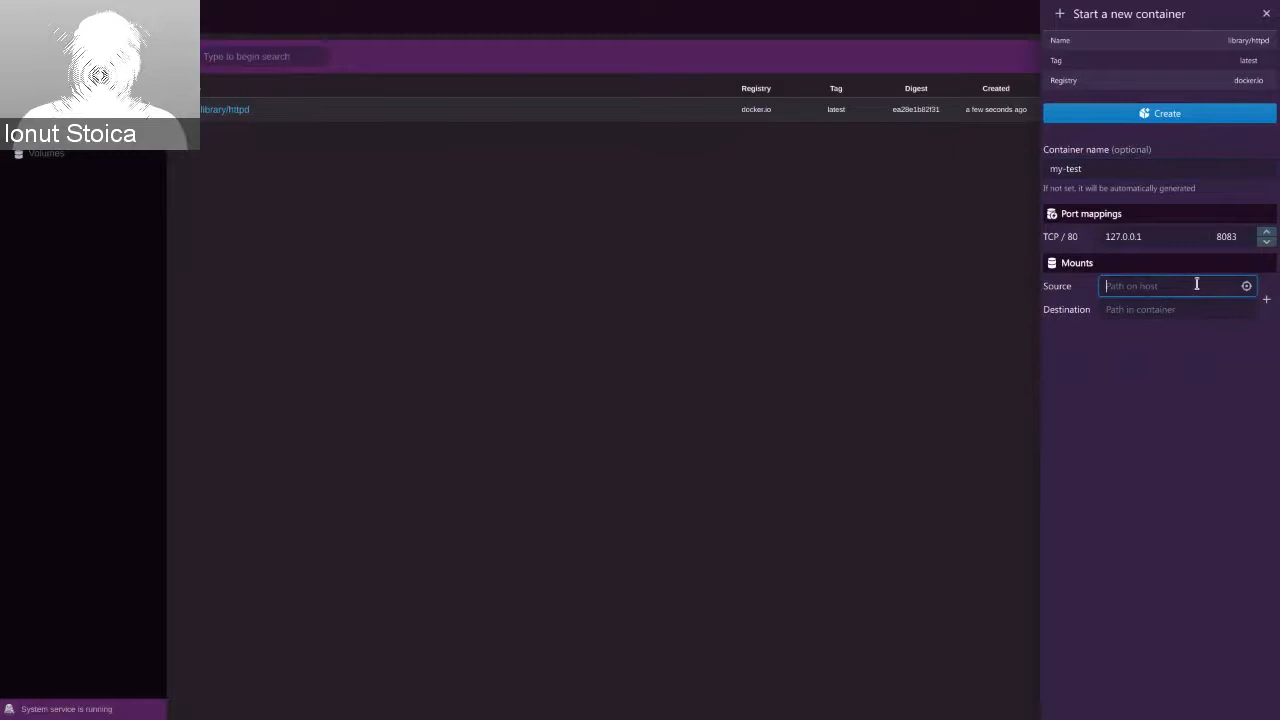 Ionut Stoica
Volumes
System service is running
Type to begin search
Registry Tag Digest Created
library/httpd docker.io latest ea28e1b82f31 a few seconds ago
Start a new container
Name library/httpd
Tag latest
Registry docker.io
Create
Container name (optional)
my-test
If not set, it will be automatically generated
Port mappings
TCP / 80 127.0.0.1 8083
Mounts
Source Path on host
Destination Path in container